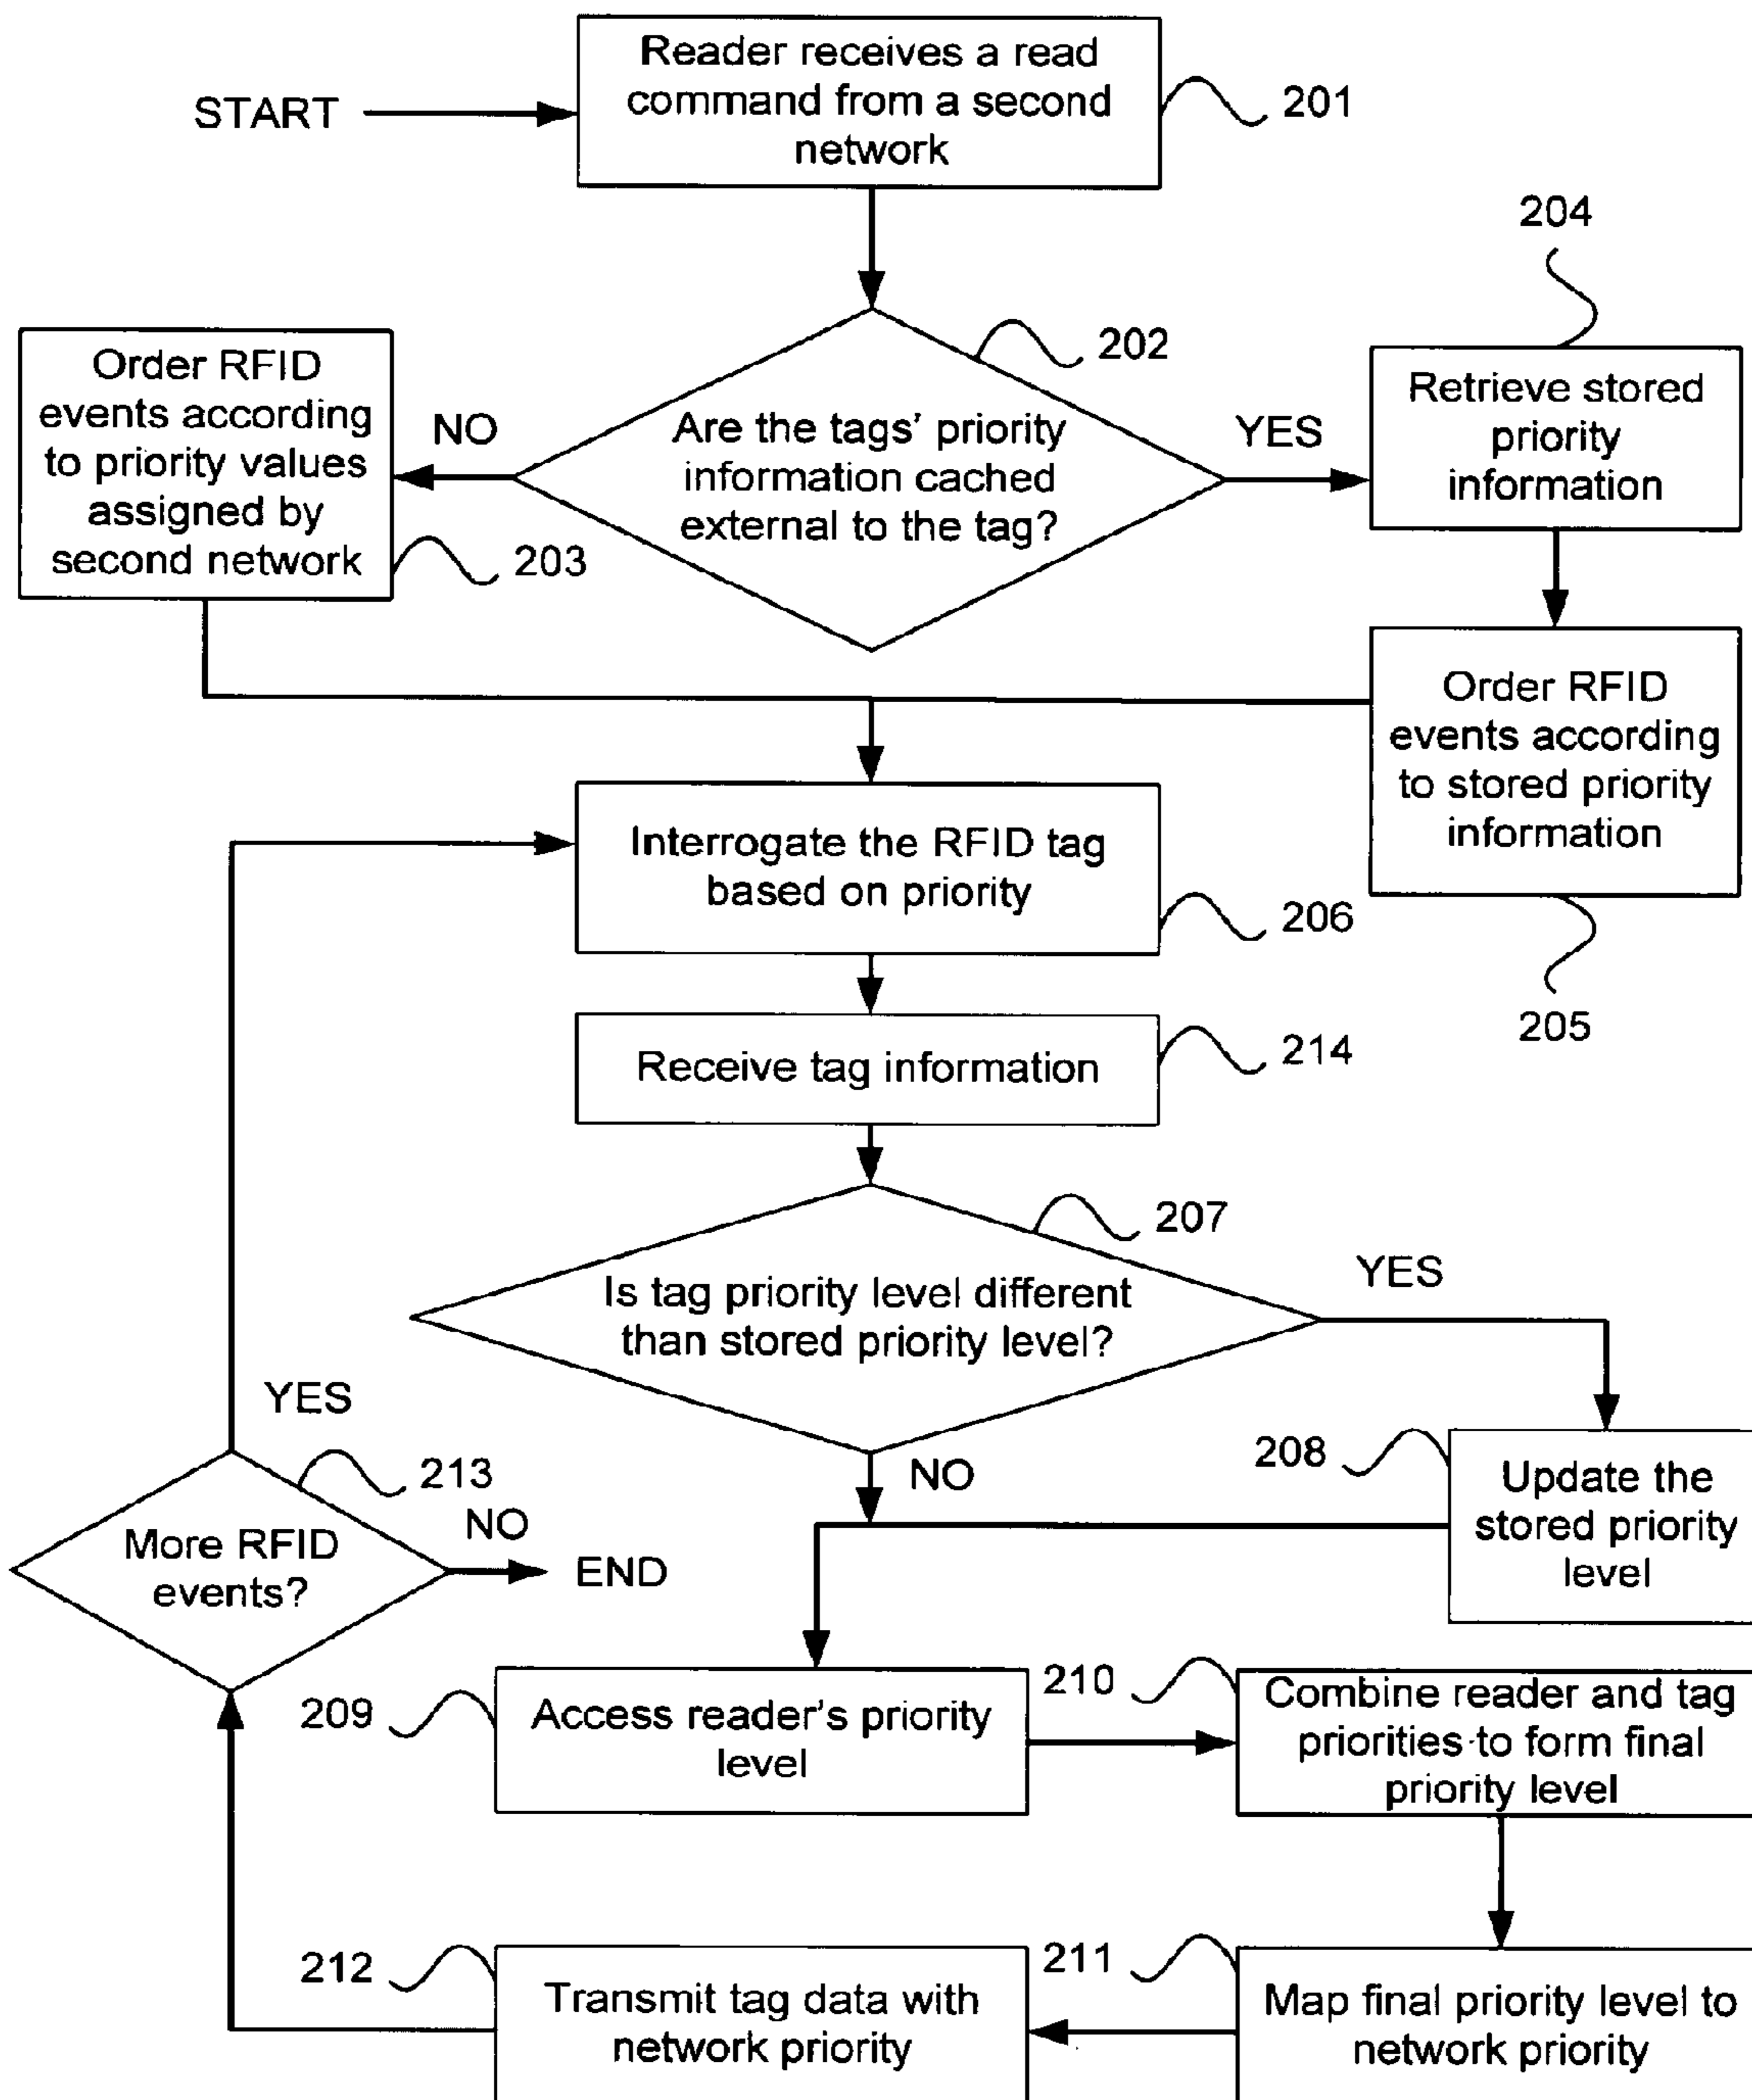 Reader receives a read
command from a second
network
START
201
204
202
Order RFID
events according
to priority values
assigned by
second network
NO
Are the tags' priority
information cached
external to the tag?
YES
Retrieve stored
priority
information
203
Order RFID
events according
to stored priority
information
Interrogate the RFID tag
based on priority
206
205
Receive tag information
214
207
Is tag priority level different
than stored priority level?
YES
YES
213
NO
208
Update the
stored priority
level
More RFID
events?
NO
END
209
Access reader's priority
level
210
Combine reader and tag
priorities to form final
priority level
212
Transmit tag data with
network priority
211
Map final priority level to
network priority